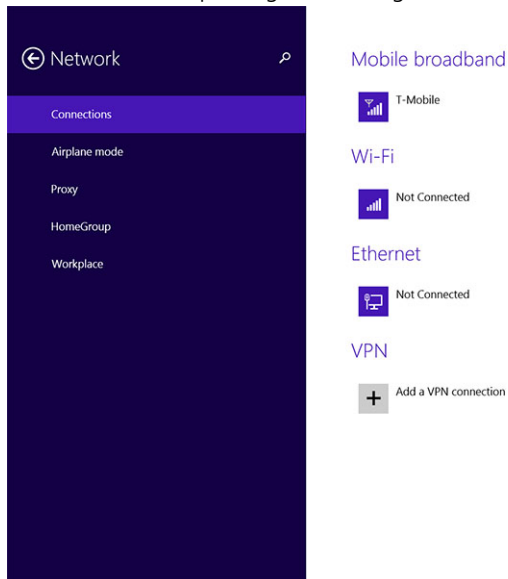 Network
Connections
Airplane mode
Proxy
HomeGroup
Workplace
Mobile broadband
T-Mobile
Wi-Fi
Not Connected
Ethernet
Not Connected
VPN
Add a VPN connection